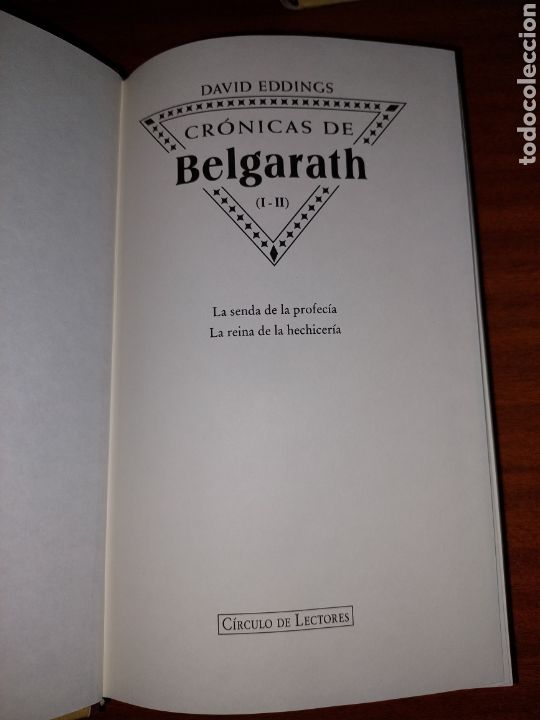 DAVID EDDINGS
CRÓNICAS DE
Belgarath
(I - II)
La senda de la profecía
La reina de la hechicería
CÍRCULO DE LECTORES
todocoleccion